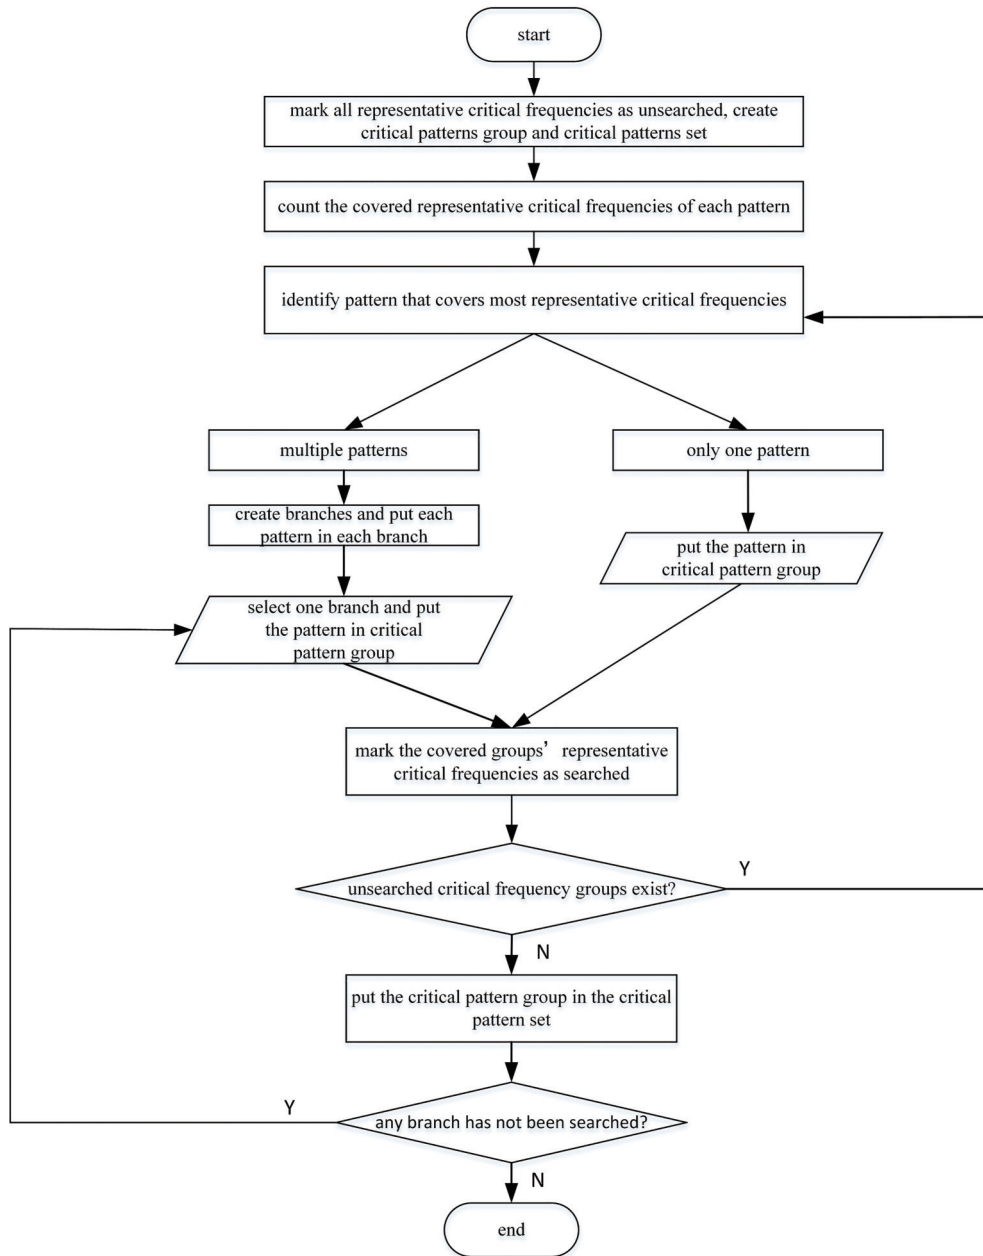 start
mark all representative critical frequencies as unsearched, create
critical patterns group and critical patterns set
count the covered representative critical frequencies of each pattern
identify pattern that covers most representative critical frequencies
multiple patterns
only one pattern
create branches and put each
pattern in each branch
put the pattern in
critical pattern group
select one branch and put
the pattern in critical
pattern group
mark the covered groups’ representative
critical frequencies as searched
unsearched critical frequency groups exist?
Y
N
put the critical pattern group in the critical
pattern set
any branch has not been searched?
Y
N
end